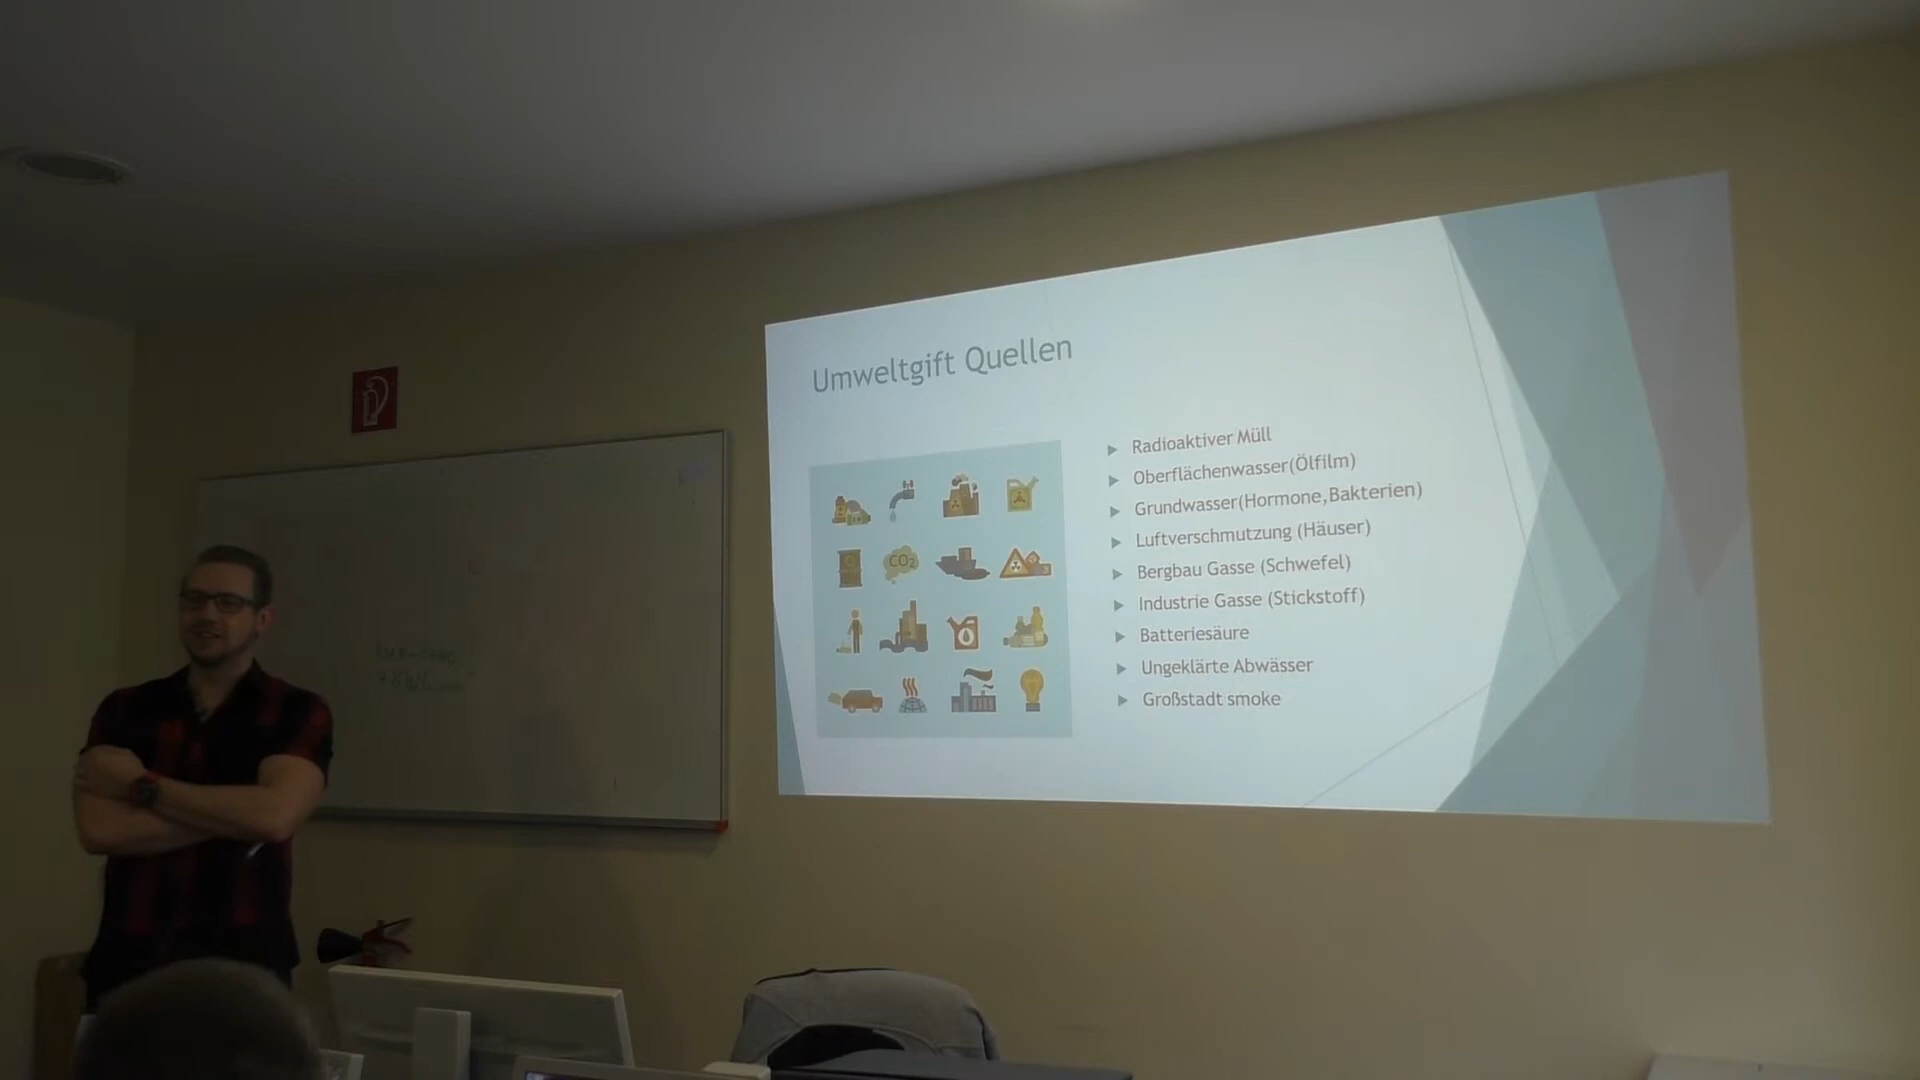 Umweltgift Quellen
Radioaktiver Müll
Oberflächenwasser(Ölfilm)
Grundwasser(Hormone,Bakterien)
Luftverschmutzung (Häuser)
Bergbau Gasse (Schwefel)
Industrie Gasse (Stickstoff)
Batteriesäure
Ungeklärte Abwässer
Großstadt smoke
CO2